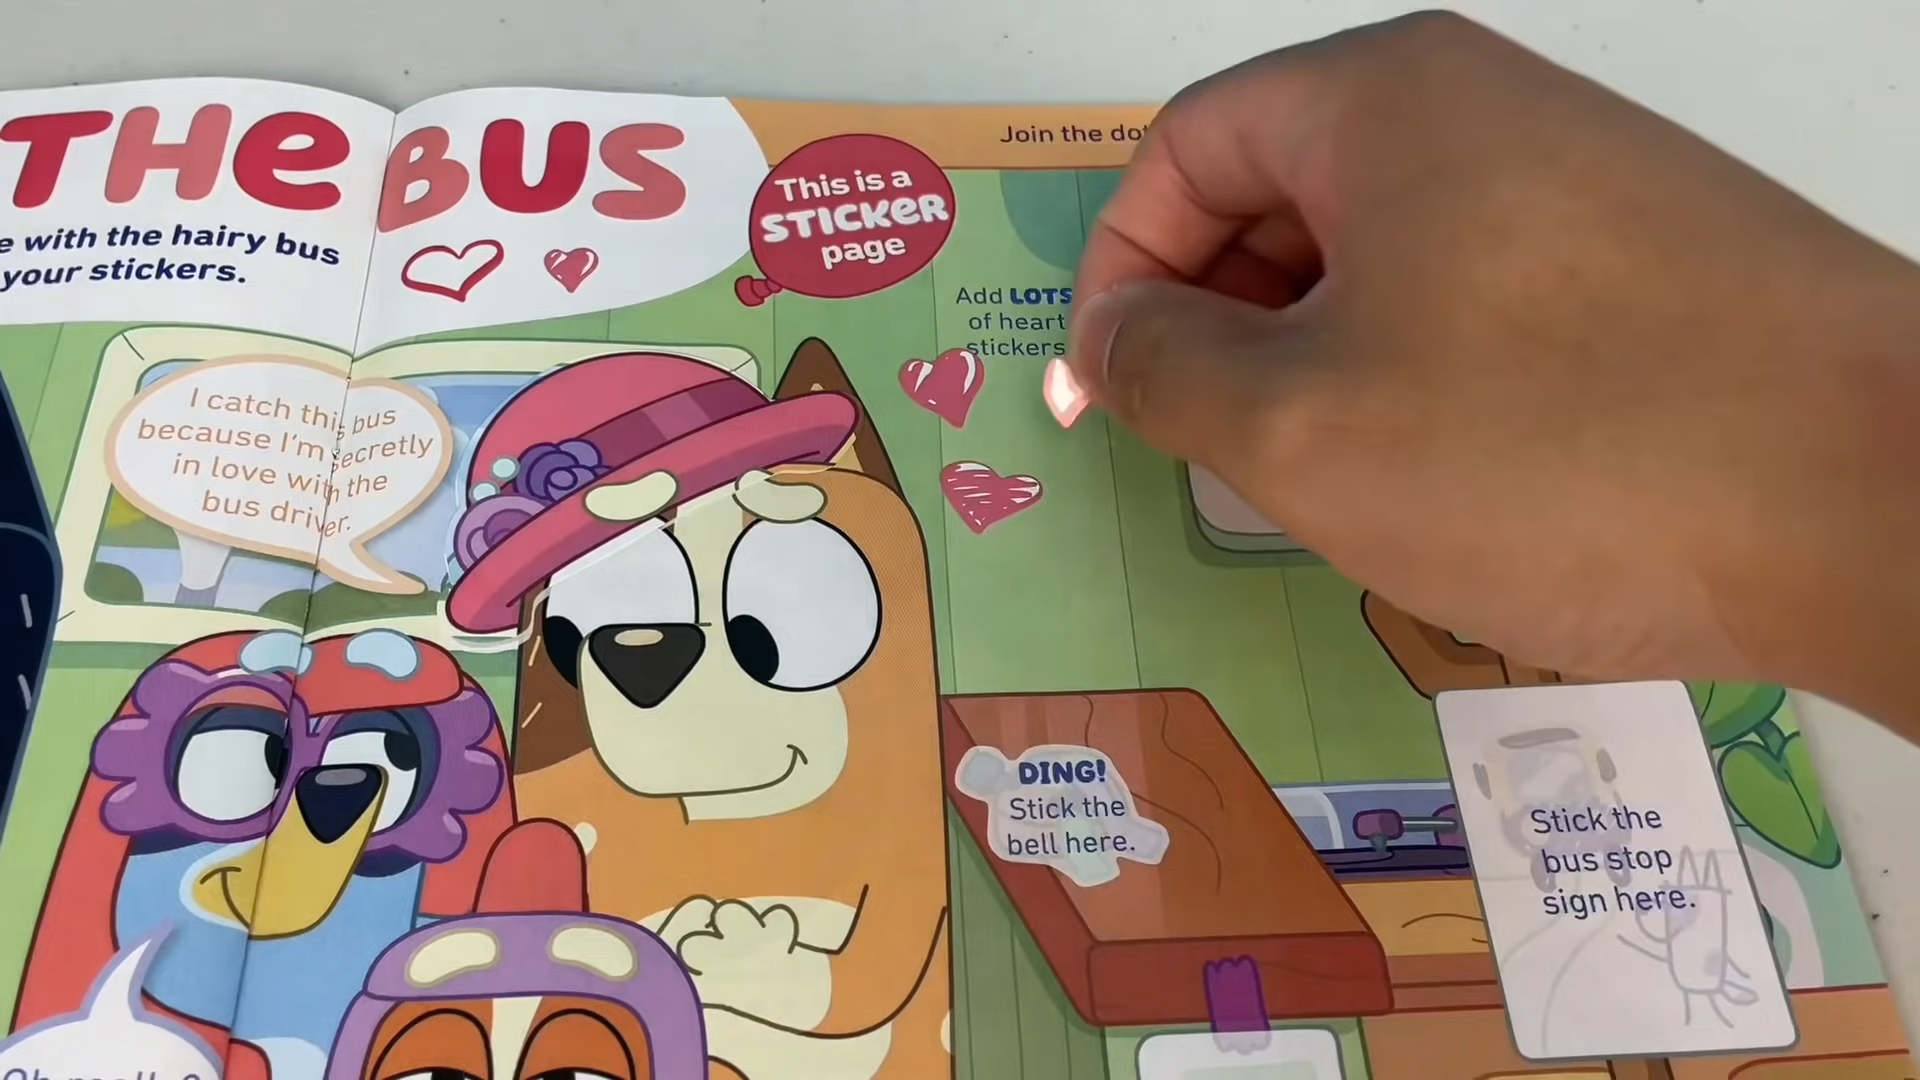 THE BUS
e with the hairy bus
your stickers.
This is a
STICKER
page
Join the dot
Add LOTS
of heart
stickers
I catch this bus
because I'm secretly
in love with the
bus driver.
DING!
Stick the
bell here.
Stick the
bus stop
sign here.
Oh